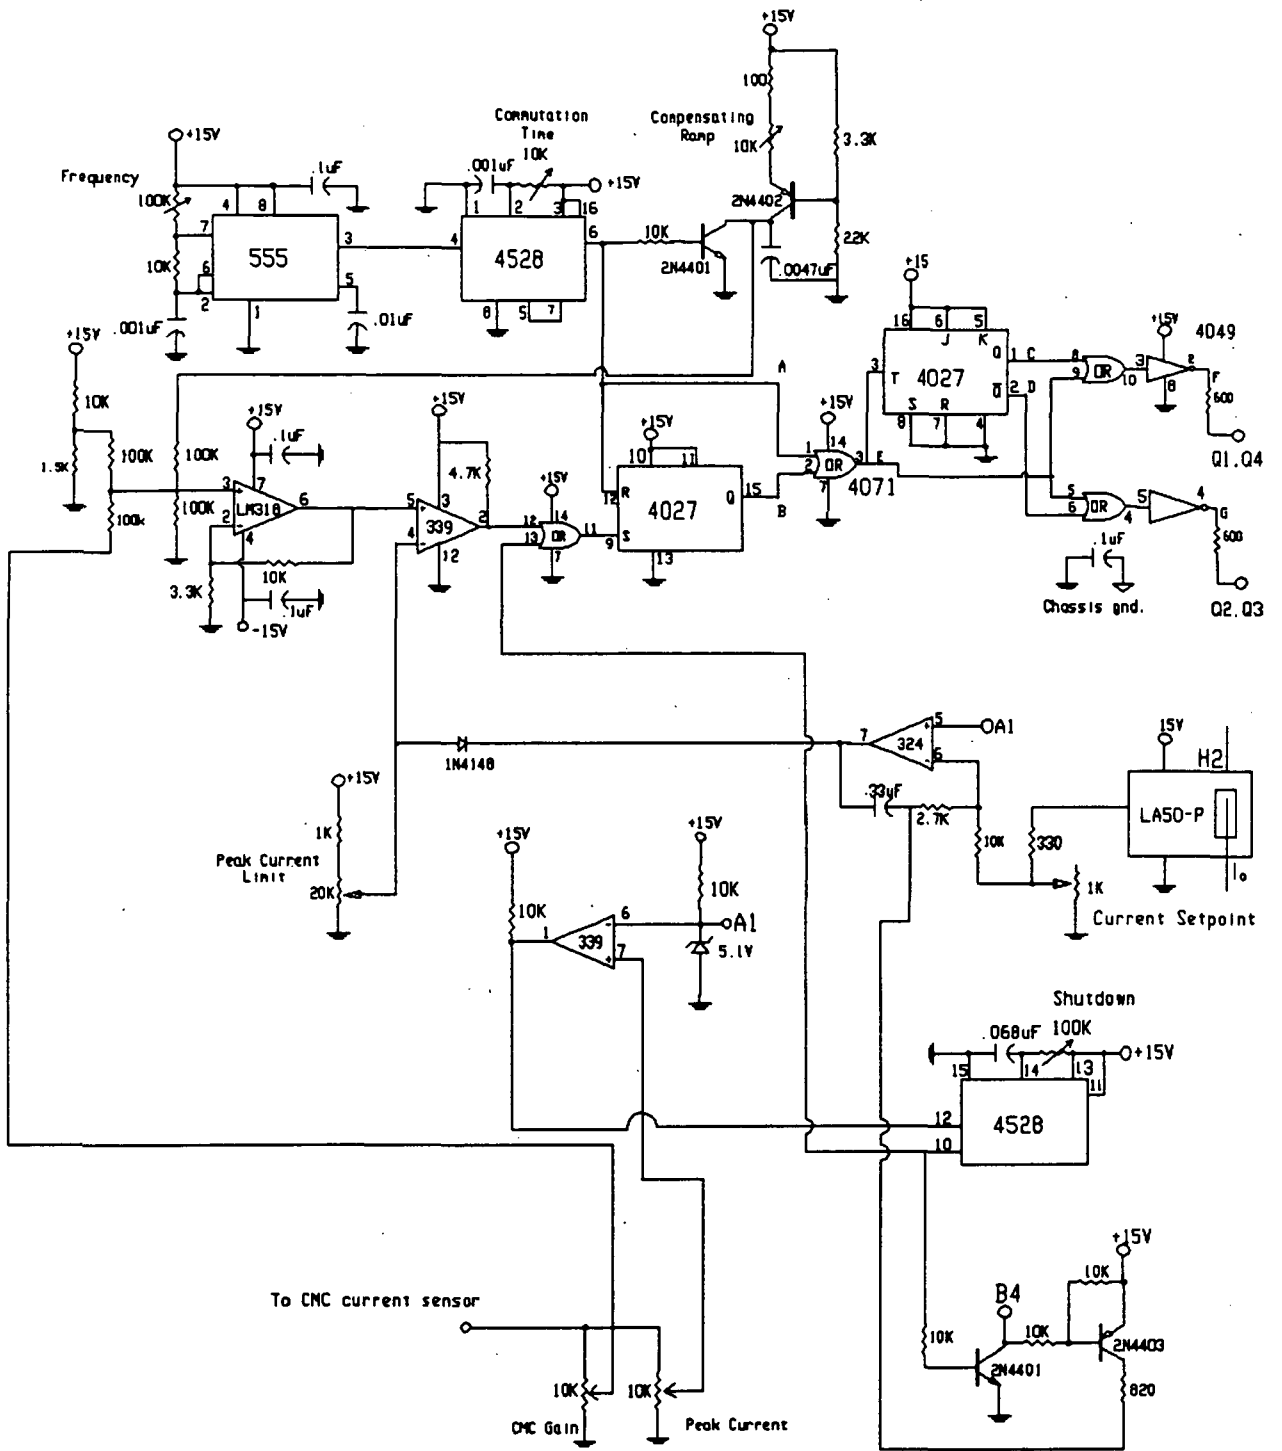 +15V
100
Compensating
Ramp
10K
3.3K
2N4402
22K
.0047uF
Commutation
Time
10K
.001uF
+15V
1
2
3
16
4
4528
6
8
5
7
10K
2N4401
+15V
Frequency
100K
.1uF
4
8
7
555
3
10K
6
2
5
1
.001uF
.01uF
+15V
10K
1.5K
100K
100k
100K
100K
+15V
.1uF
7
3
LM318
6
2
4
3.3K
10K
.1uF
-15V
+15V
4.7K
5
3
339
2
4
12
+15V
14
12
OR
11
13
7
+15V
10
11
12
R
4027
Q
15
9
S
13
A
B
+15V
14
1
2
OR
3
E
7
4071
+15
16
6
5
J
K
Q
1
C
3
T
4027
Q
2
D
S
R
8
7
4
8
9
OR
10
+15V
4049
3
2
8
F
600
Q1.Q4
5
6
OR
4
5
4
G
600
Q2.Q3
.1uF
Chassis gnd.
1N4148
7
324
5
6
A1
.33uF
2.7K
10K
330
15V
H2
LA50-P
Io
1K
Current Setpoint
+15V
1K
Peak Current
Limit
20K
+15V
10K
1
339
6
7
+15V
10K
A1
5.1V
Shutdown
.068uF
100K
+15V
15
14
13
11
12
4528
10
To CMC current sensor
10K
CMC Gain
10K
Peak Current
10K
B4
2N4401
10K
10K
+15V
2N4403
820